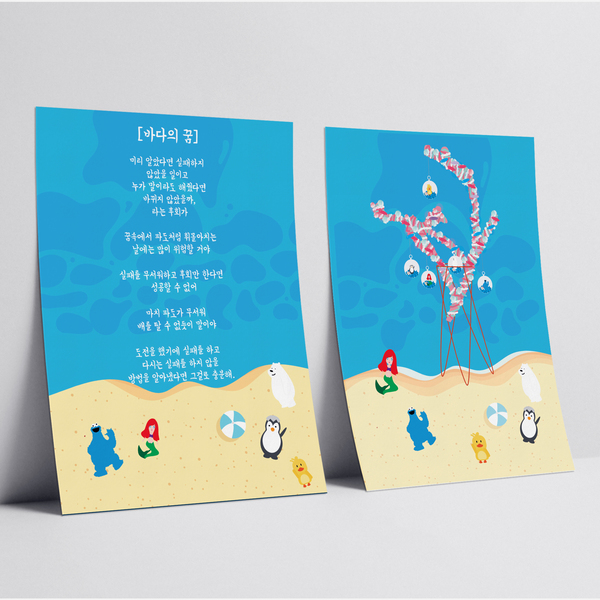 [바다의 꿈]
미리 알았다면 실패하지
않았을 일이고
누가 말이라도 해줬다면
바뀌지 않았을까,
라는 후회가
꿈속에서 파도처럼 휘몰아치는
날에는 많이 위험할 거야
실패를 무서워하고 후회만 한다면
성공할 수 없어
마치 파도가 무서워
배를 탈 수 없듯이 말이야
도전을 했기에 실패를 하고
다시는 실패를 하지 않을
방법을 알아냈다면 그걸로 충분해.